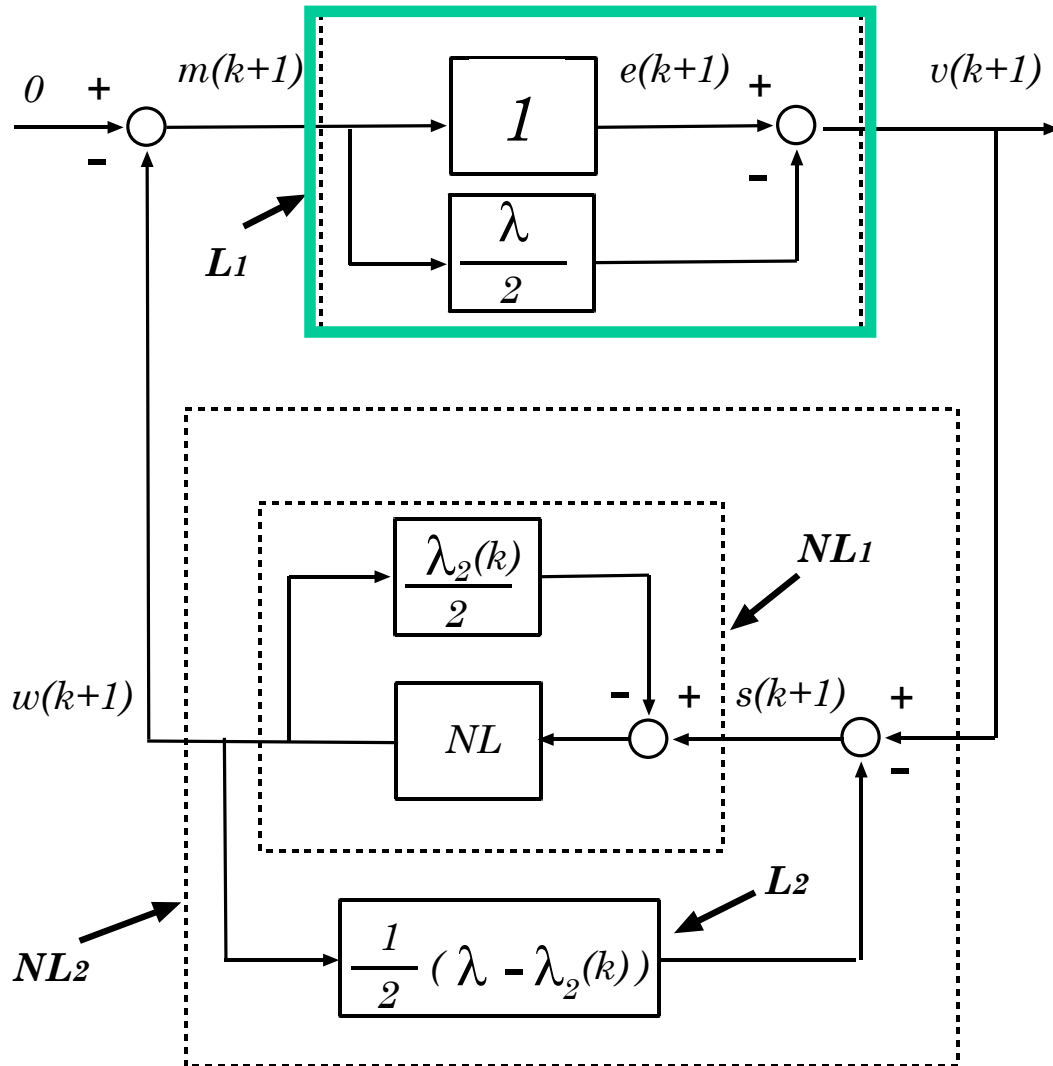 m(k+1)
e(k+1)
v(k+1)
0
+
+
1
-
-
λ
2
L1
λ2(k)
2
NL1
w(k+1)
-
+
s(k+1)
+
NL
-
L2
1
2
( λ - λ2(k))
NL2